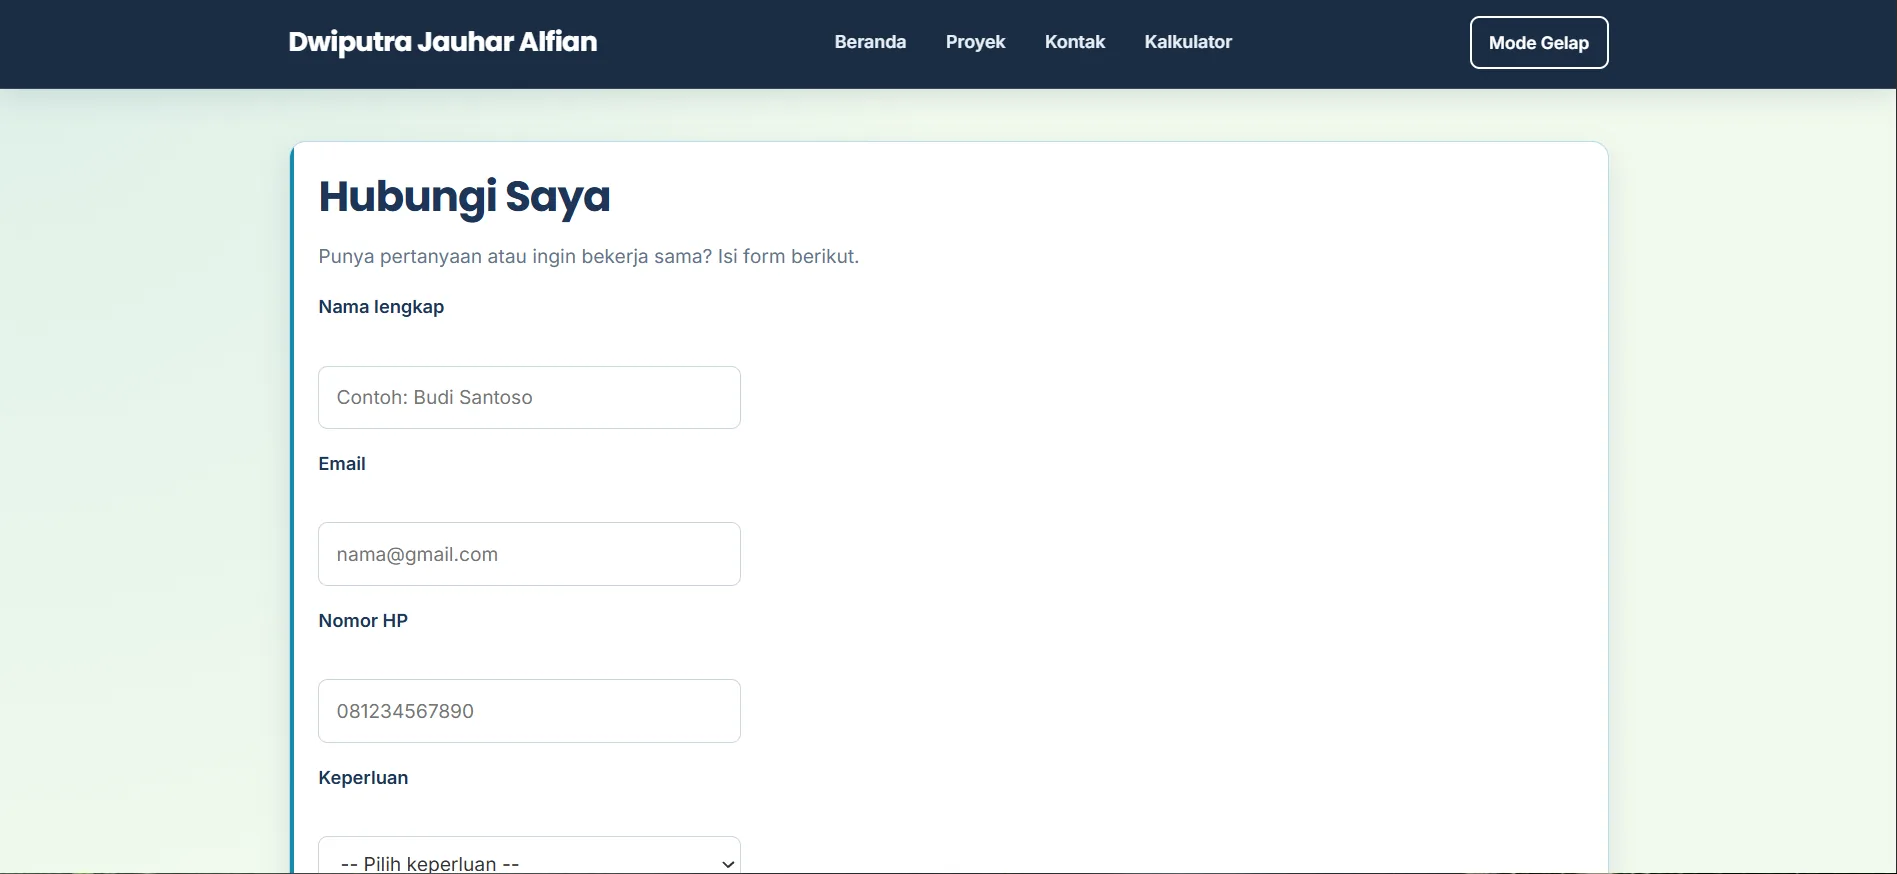 Dwiputra Jauhar Alfian
Beranda Proyek Kontak Kalkulator
Mode Gelap
Hubungi Saya
Punya pertanyaan atau ingin bekerja sama? Isi form berikut.
Nama lengkap
Contoh: Budi Santoso
Email
nama@gmail.com
Nomor HP
081234567890
Keperluan
-- Pilih keperluan --